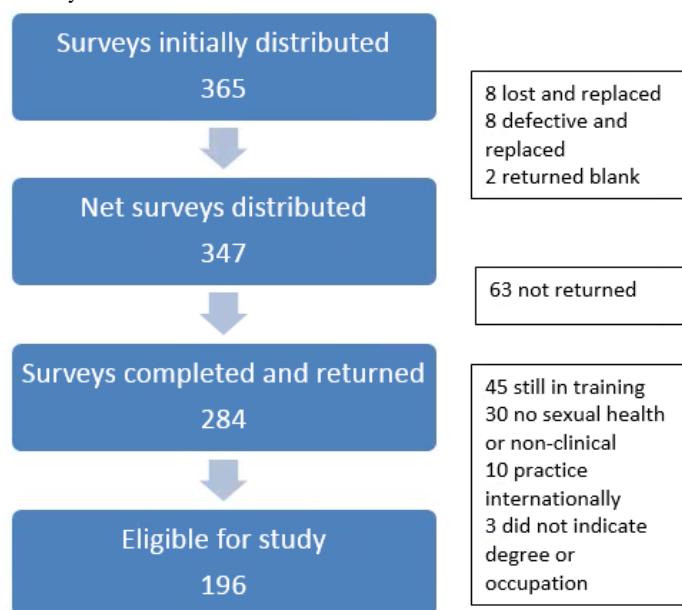 Surveys initially distributed
365
8 lost and replaced
8 defective and
replaced
2 returned blank
Net surveys distributed
347
63 not returned
Surveys completed and returned
284
45 still in training
30 no sexual health
or non-clinical
10 practice
internationally
3 did not indicate
degree or
occupation
Eligible for study
196